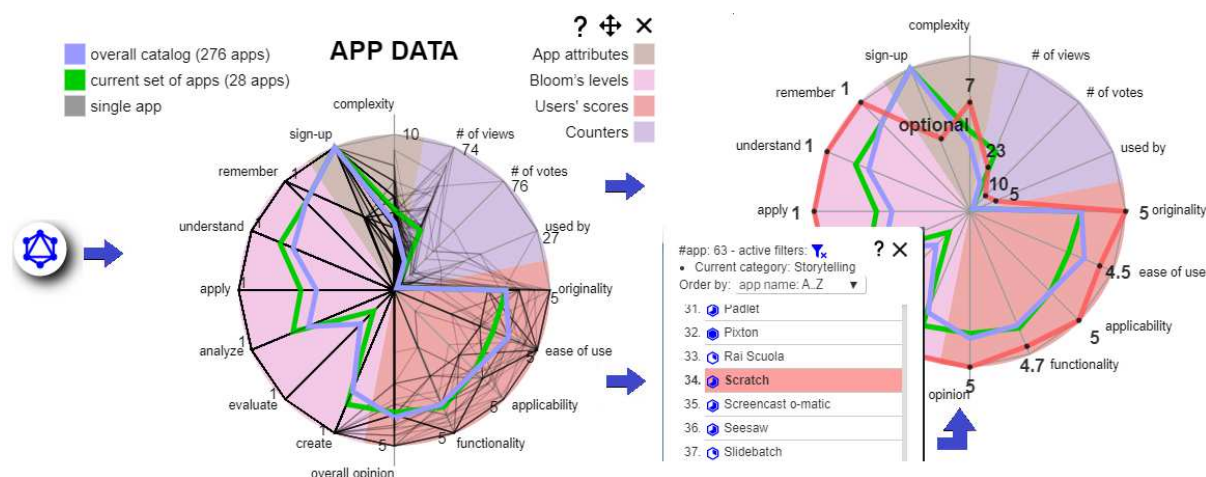 APP DATA
? ✕
overall catalog (276 apps)
current set of apps (28 apps)
single app
App attributes
Bloom's levels
Users' scores
Counters
complexity
10
# of views
74
# of votes
76
used by
27
originality
5
ease of use
5
applicability
5
functionality
5
overall opinion
5
create
1
evaluate
1
analyze
1
apply
1
understand
1
remember
1
sign-up
complexity
7
# of views
23
# of votes
10
used by
5
originality
5
ease of use
4.5
applicability
5
functionality
4.7
opinion
5
apply
1
understand
1
remember
1
sign-up
optional
#app: 63 - active filters:
? ✕
• Current category: Storytelling
Order by: app name: A..Z ▼
31. Padlet
32. Pixton
33. Rai Scuola
34. Scratch
35. Screencast o-matic
36. Seesaw
37. Slidebatch